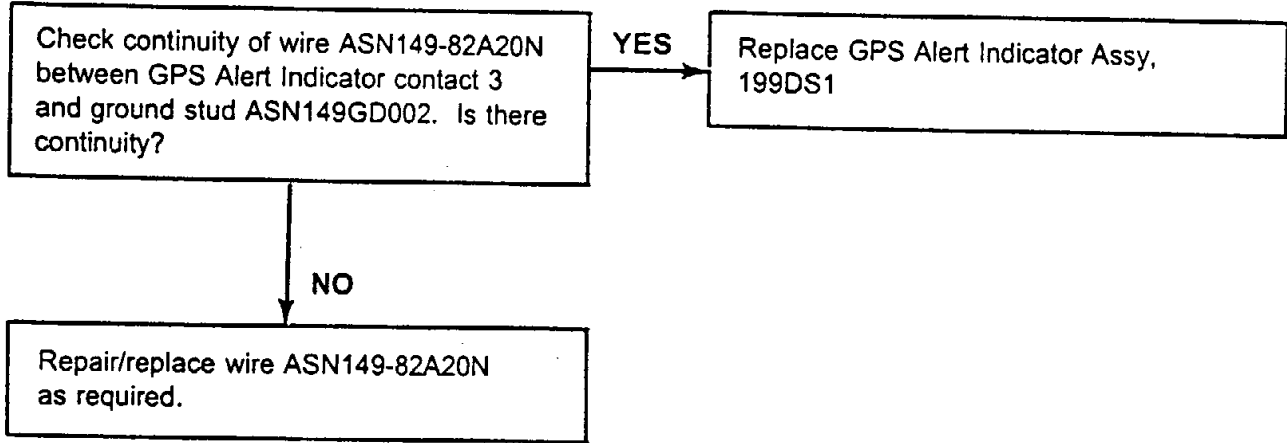 Check continuity of wire ASN149-82A20N
between GPS Alert Indicator contact 3
and ground stud ASN149GD002. Is there
continuity?
YES
Replace GPS Alert Indicator Assy,
199DS1
NO
Repair/replace wire ASN149-82A20N
as required.